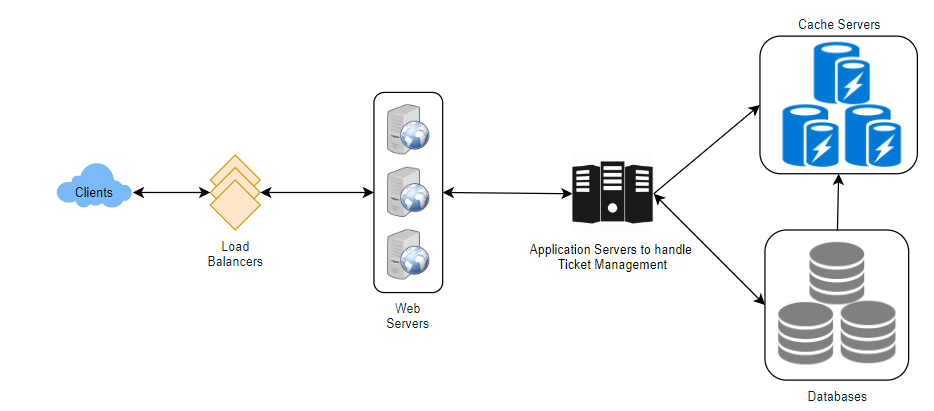 Cache Servers
Clients
Load
Balancers
Web
Servers
Application Servers to handle
Ticket Management
Databases